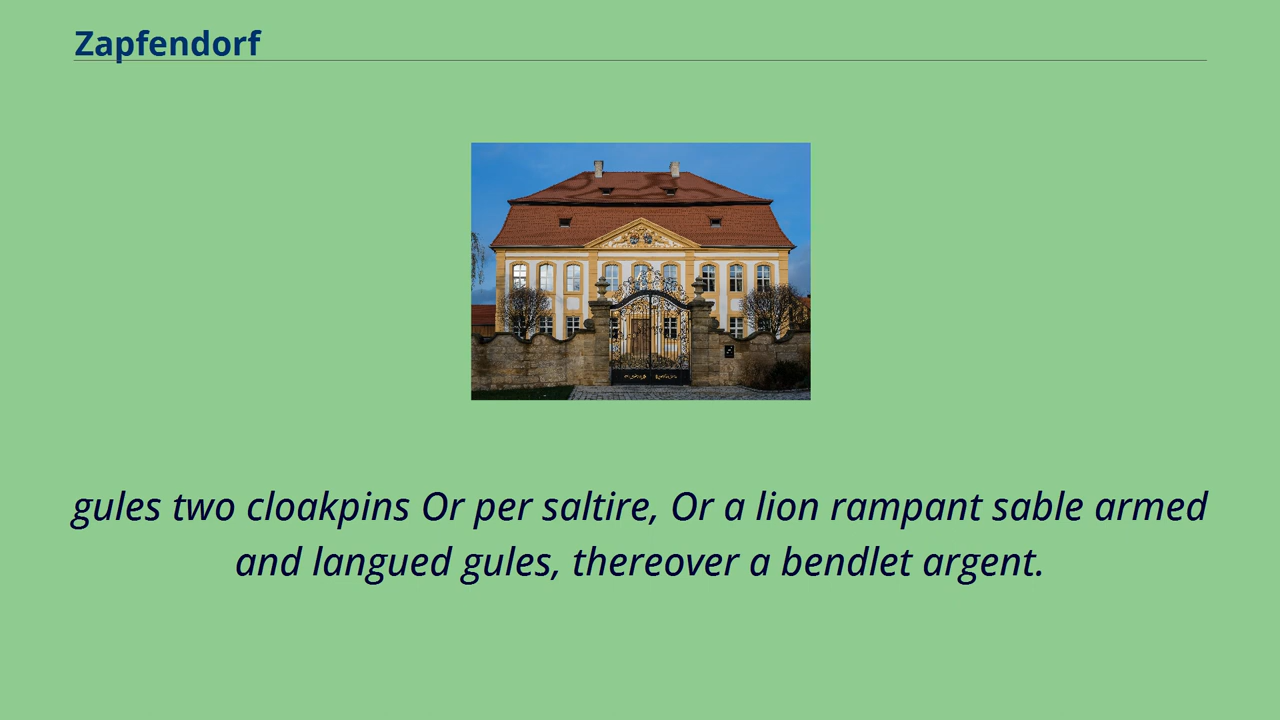 Zapfendorf
gules two cloakpins Or per saltire, Or a lion rampant sable armed
and langued gules, thereover a bendlet argent.